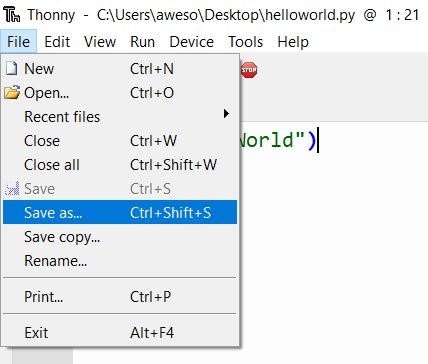 Thonny - C:\Users\aweso\Desktop\helloworld.py @ 1 : 21
File Edit View Run Device Tools Help
New Ctrl+N
Open... Ctrl+O
Recent files
Close Ctrl+W
Close all Ctrl+Shift+W
Save Ctrl+S
Save as... Ctrl+Shift+S
Save copy...
Rename...
Print... Ctrl+P
Exit Alt+F4
STOP
World")